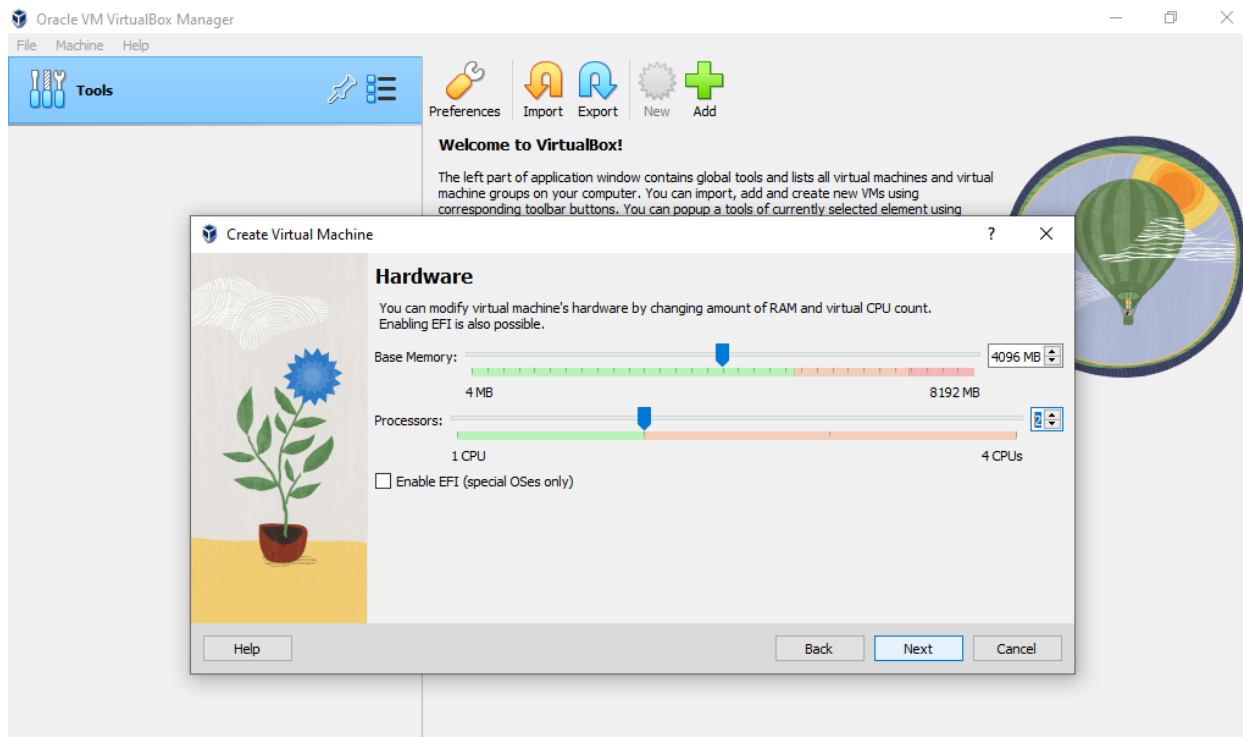 Oracle VM VirtualBox Manager
File Machine Help
Tools
Preferences Import Export New Add
Welcome to VirtualBox!
The left part of application window contains global tools and lists all virtual machines and virtual
machine groups on your computer. You can import, add and create new VMs using
corresponding toolbar buttons. You can popup a tools of currently selected element using
Create Virtual Machine ?
Hardware
You can modify virtual machine's hardware by changing amount of RAM and virtual CPU count.
Enabling EFI is also possible.
Base Memory: 4096 MB
4 MB 8192 MB
Processors: 2
1 CPU 4 CPUs
Enable EFI (special OSes only)
Help Back Next Cancel